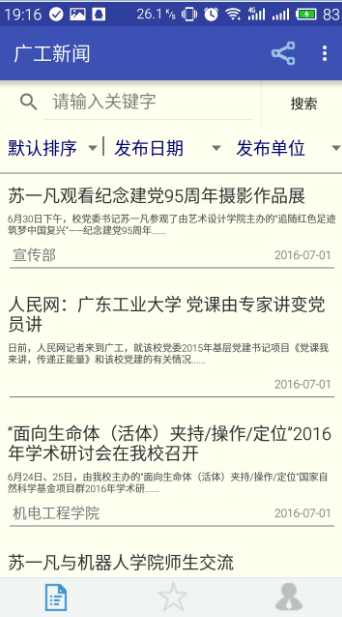 19:16 26.1 K/s 4G 83
广工新闻
请输入关键字 搜索
默认排序 发布日期 发布单位
苏一凡观看纪念建党95周年摄影作品展
6月30日下午，校党委书记苏一凡参观了由艺术设计学院主办的“追随红色足迹
筑梦中国复兴”——纪念建党95周年......
宣传部 2016-07-01
人民网：广东工业大学 党课由专家讲变党
员讲
日前，人民网记者来到广工，就该校党委2015年基层党建书记项目《党课我
来讲，传递正能量》和该校党建的有关情况......
2016-07-01
“面向生命体（活体）夹持/操作/定位”2016
年学术研讨会在我校召开
6月24日、25日，由我校主办的“面向生命体（活体）夹持/操作/定位”国家自
然科学基金项目群2016年学术研......
机电工程学院 2016-07-01
苏一凡与机器人学院师生交流